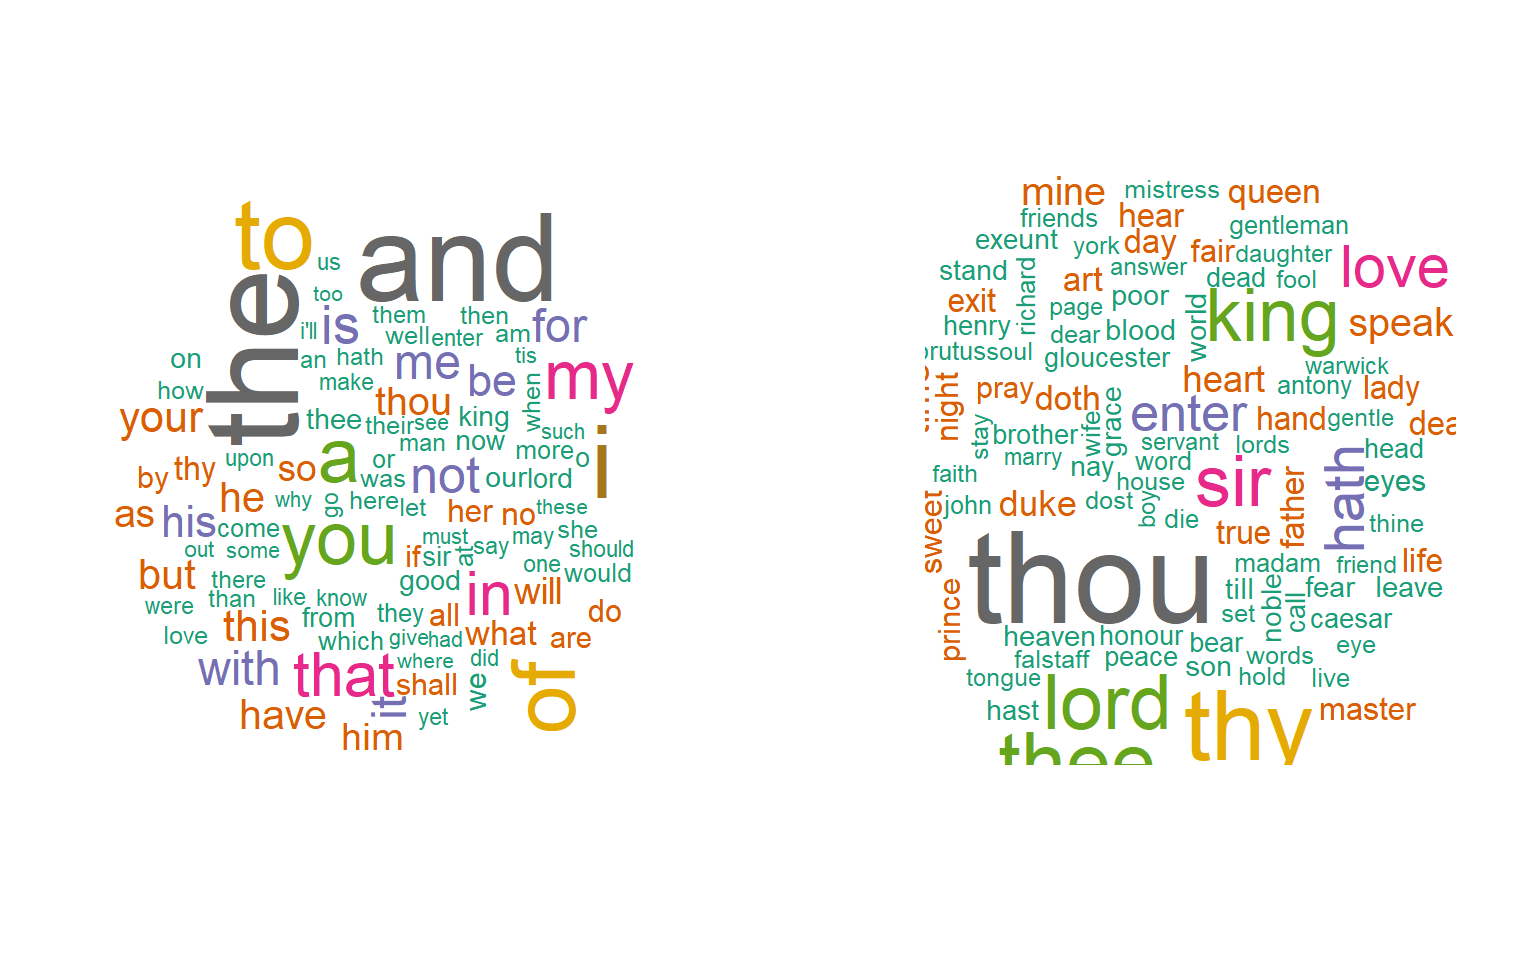 to
and
the
us
too
i'll
is
them
then
well
enter
am
for
on
an
hath
me
tis
how
make
be
my
your
thou
when
thee
their
see
king
such
man
now
more
o
i
upon
a
or
by
thy
so
was
not
our
lord
he
why
go
here
let
her
no
these
as
his
come
you
must
may
she
out
some
if
sir
at
say
should
but
there
good
one
would
were
than
like
know
in
will
love
this
from
they
all
do
which
give
had
what
are
with
that
where
did
of
shall
we
have
it
yet
him
mine
mistress
queen
friends
hear
gentleman
exeunt
york
day
fair
daughter
love
stand
richard
art
answer
dead
fool
exit
page
poor
world
king
speak
henry
dear
blood
soul
gloucester
warwick
night
pray
doth
heart
antony
lady
stay
brother
wife
grace
enter
hand
gentle
marry
servant
lords
head
faith
nay
word
house
sir
hath
eyes
sweet
john
duke
dost
boy
die
true
father
thine
thou
madam
friend
life
prince
till
noble
call
fear
leave
set
caesar
heaven
honour
bear
eye
falstaff
peace
son
words
tongue
hold
live
hast
lord
thy
master
thee